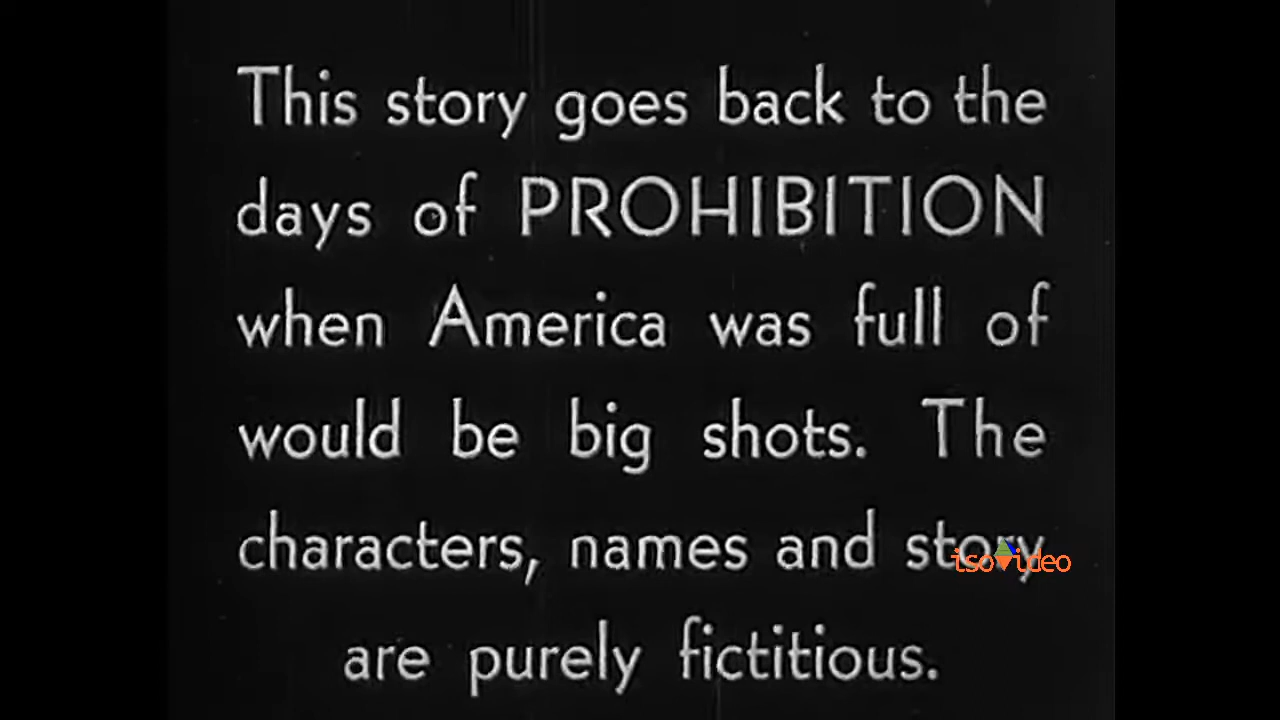 This story goes back to the
days of PROHIBITION
when America was full of
would be big shots. The
characters, names and story
isovideo
are purely fictitious.